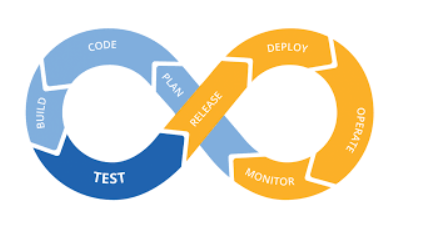 CODE
PLAN
BUILD
TEST
RELEASE
DEPLOY
OPERATE
MONITOR